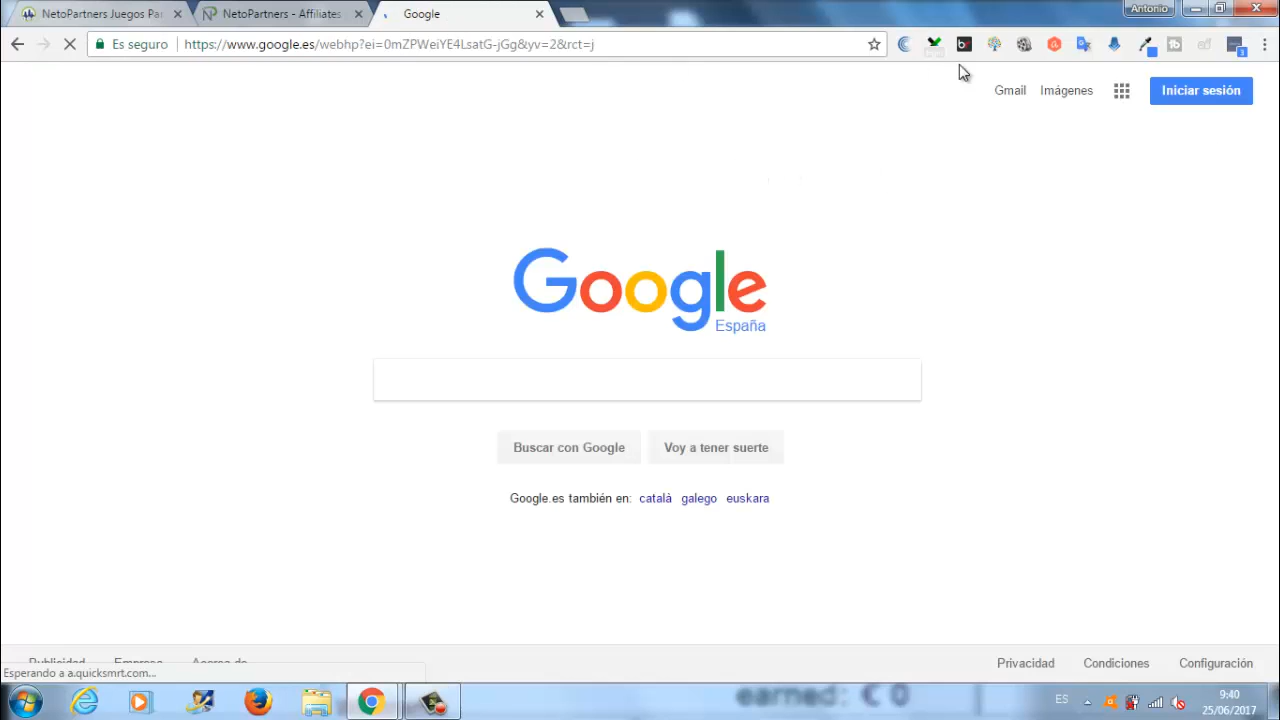 NetoPartners Juegos Pa
NetoPartners - Affiliates
Google
Antonio
Es seguro
https://www.google.es/webhp?ei=0mZPWeiYE4LsatG-jGg&yv=2&rct=j
Gmail
Imágenes
Iniciar sesión
Google
España
Buscar con Google
Voy a tener suerte
Google.es también en: català galego euskara
Publicidad
Empresa
Acerca de
Privacidad
Condiciones
Configuración
Esperando a a.quicksmrt.com...
earned: € 0
ES
9:40
25/06/2017